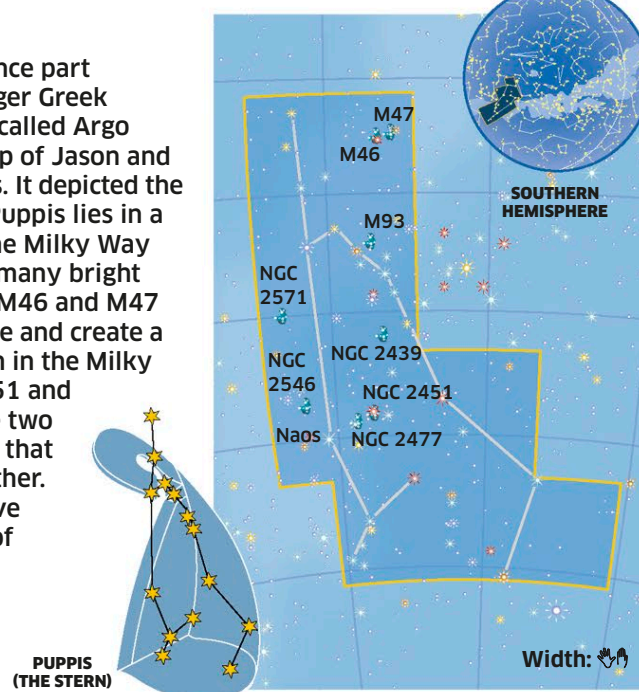 nce part
ger Greek
called Argo
p of Jason and
s. It depicted the
Puppis lies in a
ne Milky Way
many bright
M46 and M47
e and create a
n in the Milky
51 and
two
that
ther.
ve
of
M47
M46
M93
NGC
2571
NGC 2439
NGC
2546
NGC 2451
Naos
NGC 2477
SOUTHERN
HEMISPHERE
PUPPIS
(THE STERN)
Width: